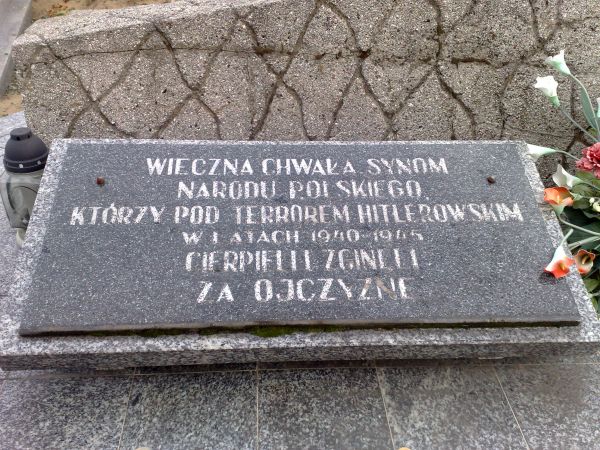 WIECZNA CHWAŁA SYNOM
NARODU POLSKIEGO,
KTÓRZY POD TERROREM HITLEROWSKIM
W LATACH 1940-1945
CIERPIELI I ZGINĘLI
ZA OJCZYZNĘ